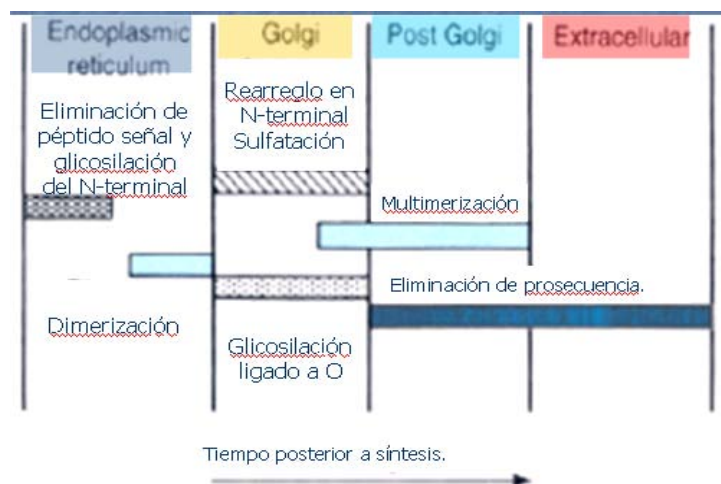 Endoplasmic
reticulum
Golgi
Post Golgi
Extracellular
Eliminación de
péptido señal y
glicosilación
del N-terminal
Rearreglo en
N-terminal
Sulfatación
Multimerización
Eliminación de prosecuencia.
Dimerización
Glicosilación
ligado a O
Tiempo posterior a síntesis.